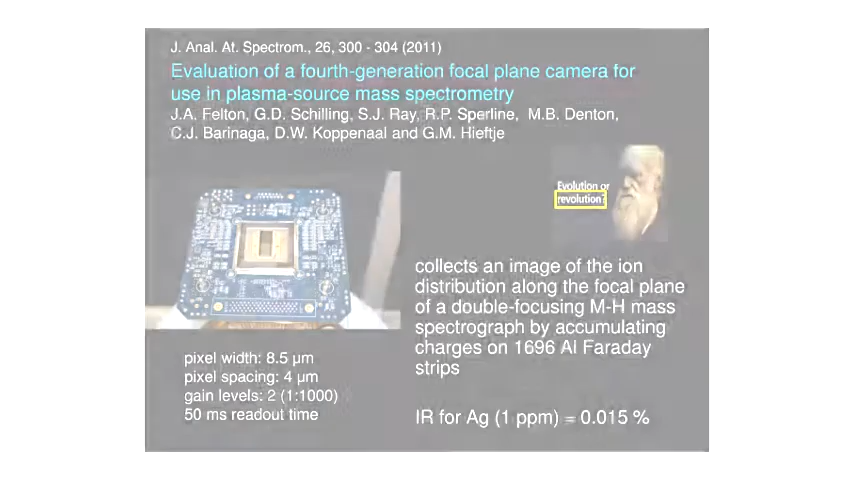 J. Anal. At. Spectrom., 26, 300 - 304 (2011)
Evaluation of a fourth-generation focal plane camera for
use in plasma-source mass spectrometry
J.A. Felton, G.D. Schilling, S.J. Ray, R.P. Sperline, M.B. Denton,
C.J. Barinaga, D.W. Koppenaal and G.M. Hieftje
Evolution or
revolution?
collects an image of the ion
distribution along the focal plane
of a double-focusing M-H mass
spectrograph by accumulating
charges on 1696 Al Faraday
strips
pixel width: 8.5 µm
pixel spacing: 4 µm
gain levels: 2 (1:1000)
50 ms readout time
IR for Ag (1 ppm) = 0.015 %